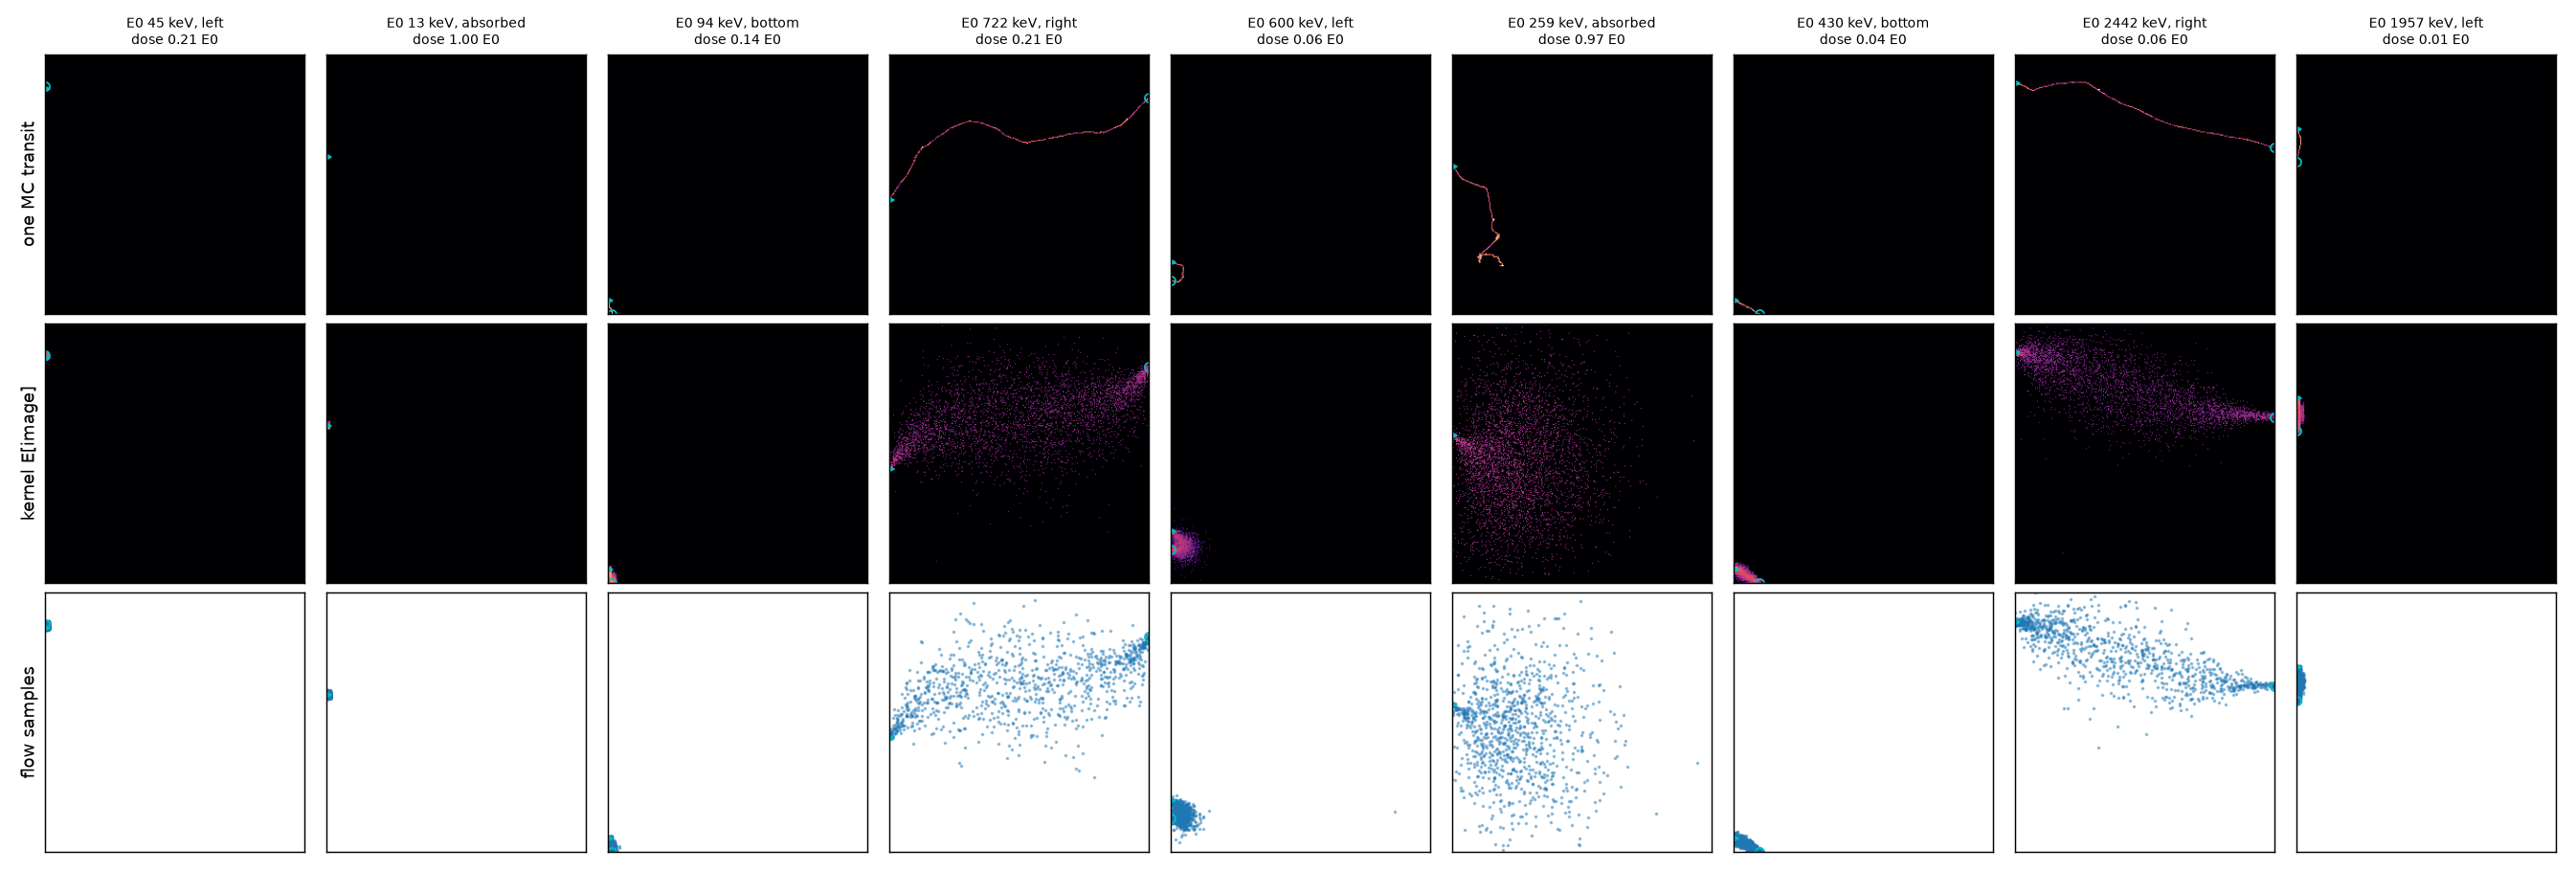 E0 45 keV, left
dose 0.21 E0
E0 13 keV, absorbed
dose 1.00 E0
E0 94 keV, bottom
dose 0.14 E0
E0 722 keV, right
dose 0.21 E0
E0 600 keV, left
dose 0.06 E0
E0 259 keV, absorbed
dose 0.97 E0
E0 430 keV, bottom
dose 0.04 E0
E0 2442 keV, right
dose 0.06 E0
E0 1957 keV, left
dose 0.01 E0
one MC transit
kernel E[image]
flow samples